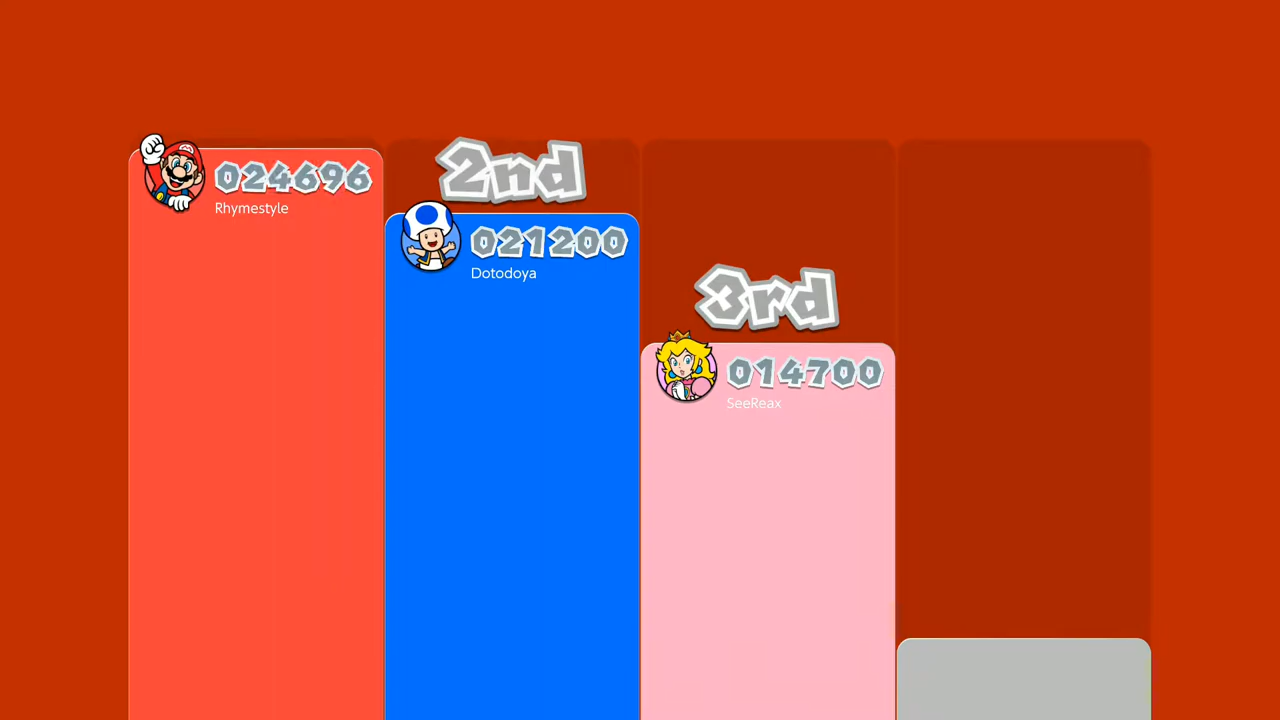 024696
Rhymestyle
2nd
021200
Dotodoya
3rd
014700
SeeReax